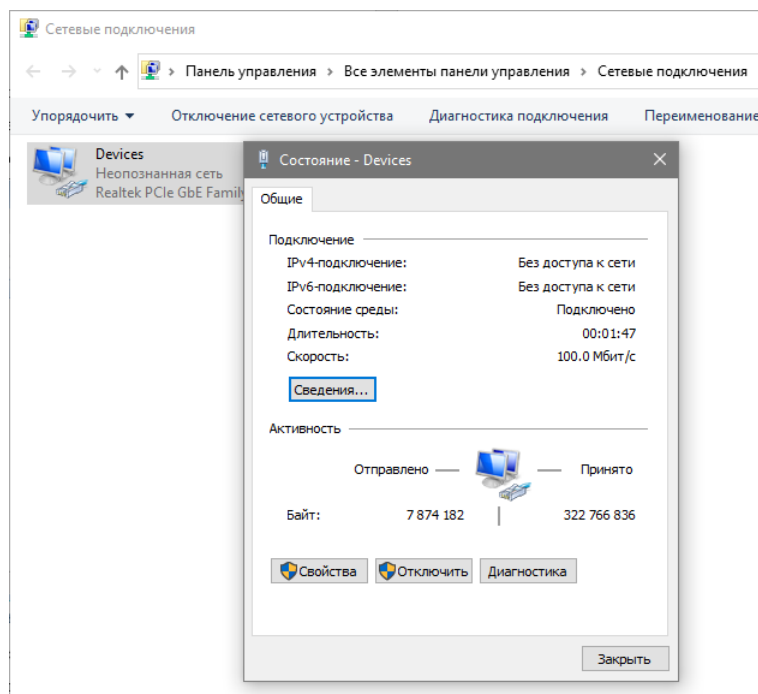 Сетевые подключения
Панель управления > Все элементы панели управления > Сетевые подключения
Упорядочить Отключение сетевого устройства Диагностика подключения Переименование
Devices
Неопознанная сеть
Realtek PCIe GbE Family
Состояние - Devices
Общие
Подключение
IPv4-подключение: Без доступа к сети
IPv6-подключение: Без доступа к сети
Состояние среды: Подключено
Длительность: 00:01:47
Скорость: 100.0 Мбит/с
Сведения...
Активность
Отправлено — — Принято
Байт: 7 874 182 | 322 766 836
Свойства Отключить Диагностика
Закрыть